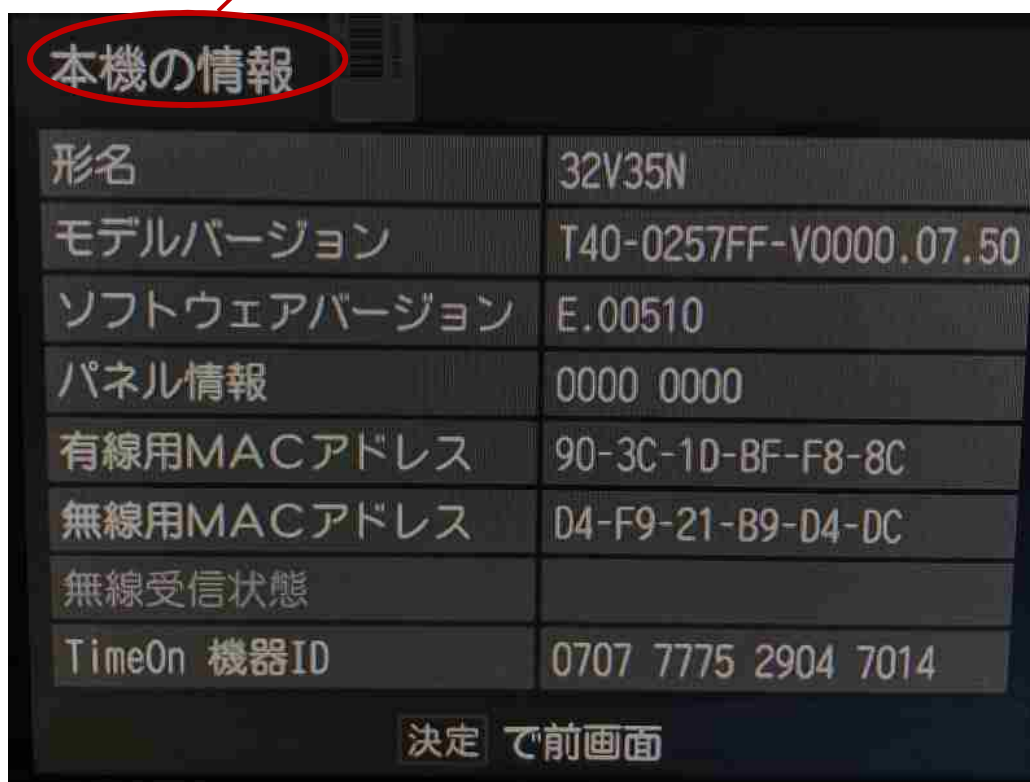 本機の情報
形名 32V35N
モデルバージョン T40-0257FF-V0000.07.50
ソフトウェアバージョン E.00510
パネル情報 0000 0000
有線用MACアドレス 90-3C-1D-BF-F8-8C
無線用MACアドレス D4-F9-21-B9-D4-DC
無線受信状態
TimeOn 機器ID 0707 7775 2904 7014
決定 で前画面